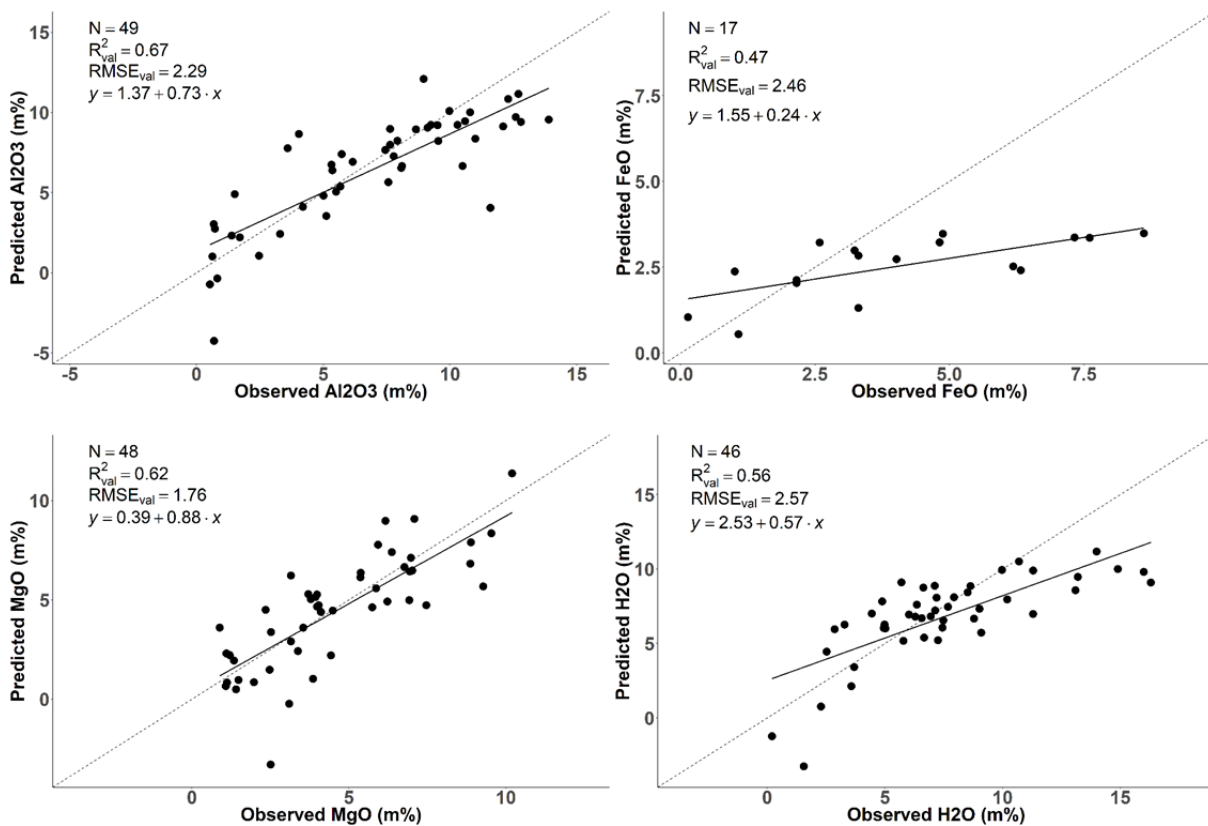 N = 49
R²val = 0.67
RMSEval = 2.29
y = 1.37 + 0.73 · x
Predicted Al2O3 (m%)
15
10
5
0
-5
-5 0 5 10 15
Observed Al2O3 (m%)
N = 17
R²val = 0.47
RMSEval = 2.46
y = 1.55 + 0.24 · x
Predicted FeO (m%)
7.5
5.0
2.5
0.0
0.0 2.5 5.0 7.5
Observed FeO (m%)
N = 48
R²val = 0.62
RMSEval = 1.76
y = 0.39 + 0.88 · x
Predicted MgO (m%)
10
5
0
0 5 10
Observed MgO (m%)
N = 46
R²val = 0.56
RMSEval = 2.57
y = 2.53 + 0.57 · x
Predicted H2O (m%)
15
10
5
0
0 5 10 15
Observed H2O (m%)